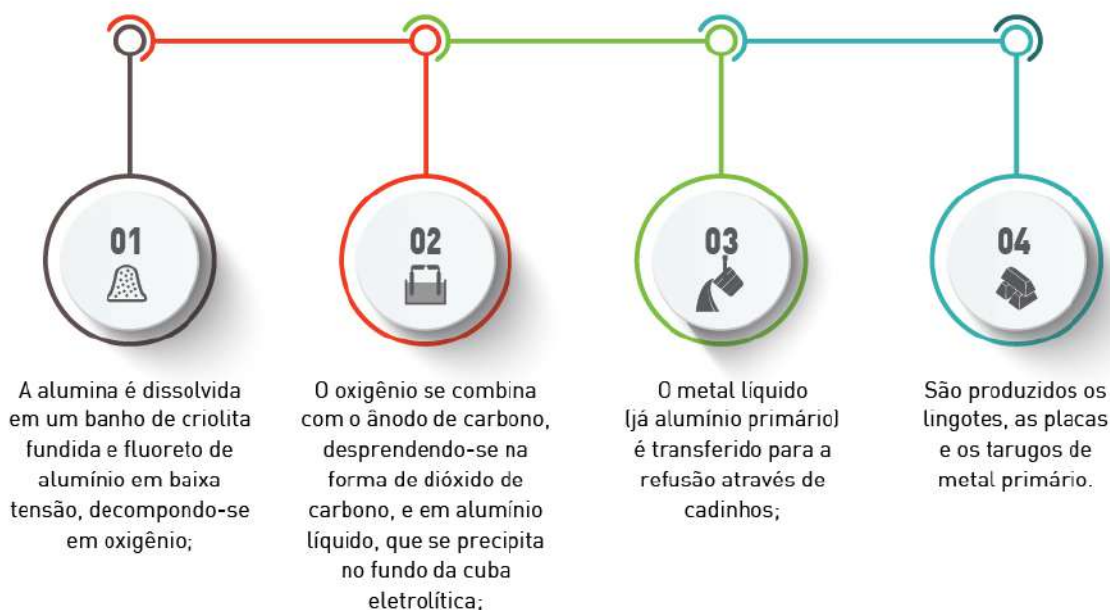 01
A alumina é dissolvida
em um banho de criolita
fundida e fluoreto de
alumínio em baixa
tensão, decompondo-se
em oxigênio;
02
O oxigênio se combina
com o ânodo de carbono,
desprendendo-se na
forma de dióxido de
carbono, e em alumínio
líquido, que se precipita
no fundo da cuba
eletrolítica;
03
O metal líquido
(já alumínio primário)
é transferido para a
refusão através de
cadinhos;
04
São produzidos os
lingotes, as placas
e os tarugos de
metal primário.